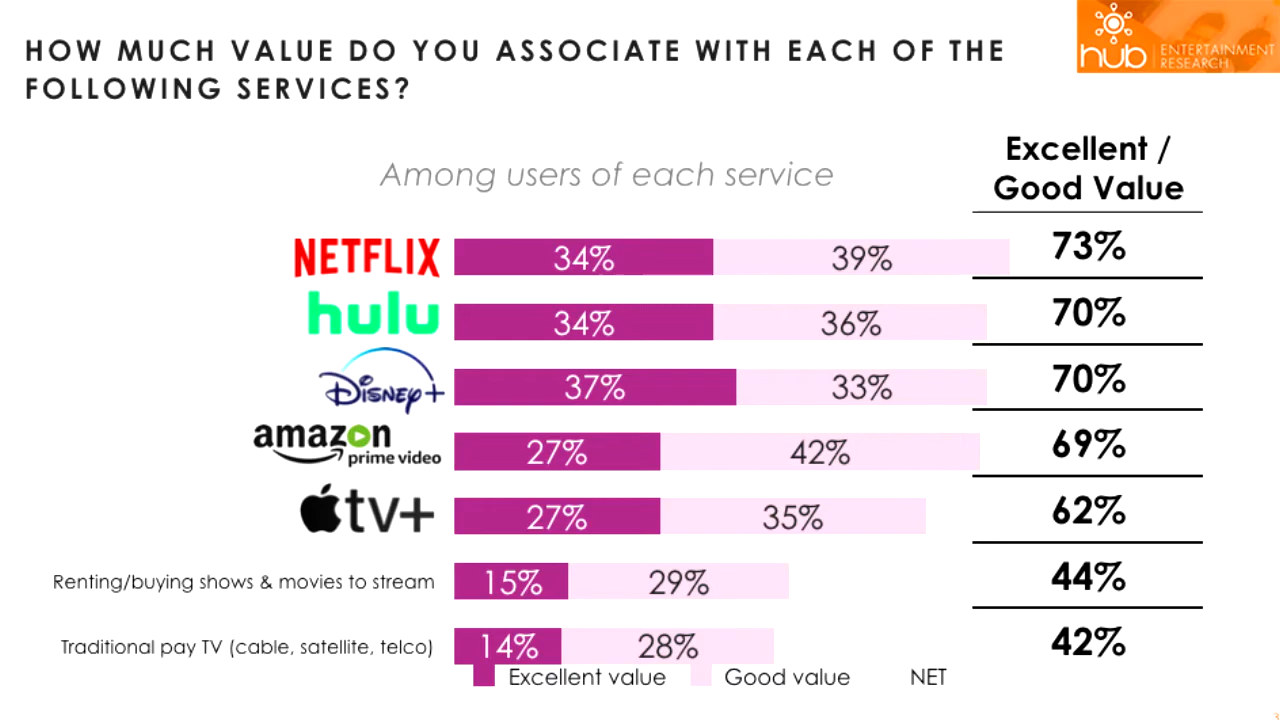 HOW MUCH VALUE DO YOU ASSOCIATE WITH EACH OF THE
FOLLOWING SERVICES?
hub ENTERTAINMENT
RESEARCH
Among users of each service
Excellent /
Good Value
NETFLIX 34% 39% 73%
hulu 34% 36% 70%
Disney+ 37% 33% 70%
amazon
prime video 27% 42% 69%
tv+ 27% 35% 62%
Renting/buying shows & movies to stream 15% 29% 44%
Traditional pay TV (cable, satellite, telco) 14% 28% 42%
Excellent value Good value NET
3